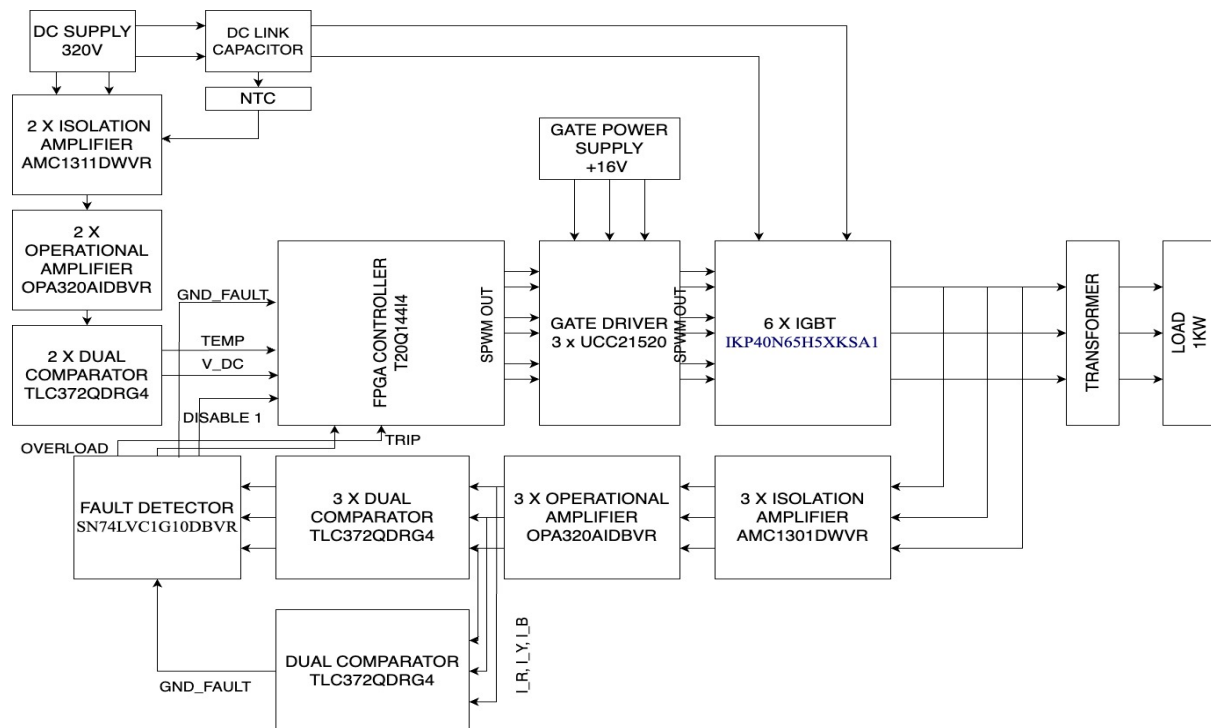 DC SUPPLY
320V
DC LINK
CAPACITOR
NTC
2 X ISOLATION
AMPLIFIER
AMC1311DWVR
GATE POWER
SUPPLY
+16V
2 X
OPERATIONAL
AMPLIFIER
OPA320AIDBVR
2 X DUAL
COMPARATOR
TLC372QDRG4
GND_FAULT
TEMP
V_DC
DISABLE 1
OVERLOAD
TRIP
FPGA CONTROLLER
T20Q144I4
SPWM OUT
GATE DRIVER
3 x UCC21520
SPWM OUT
6 X IGBT
IKP40N65H5XKSA1
TRANSFORMER
LOAD
1KW
FAULT DETECTOR
SN74LVC1G10DBVR
3 X DUAL
COMPARATOR
TLC372QDRG4
3 X OPERATIONAL
AMPLIFIER
OPA320AIDBVR
3 X ISOLATION
AMPLIFIER
AMC1301DWVR
DUAL COMPARATOR
TLC372QDRG4
GND_FAULT
I_R, I_Y, I_B